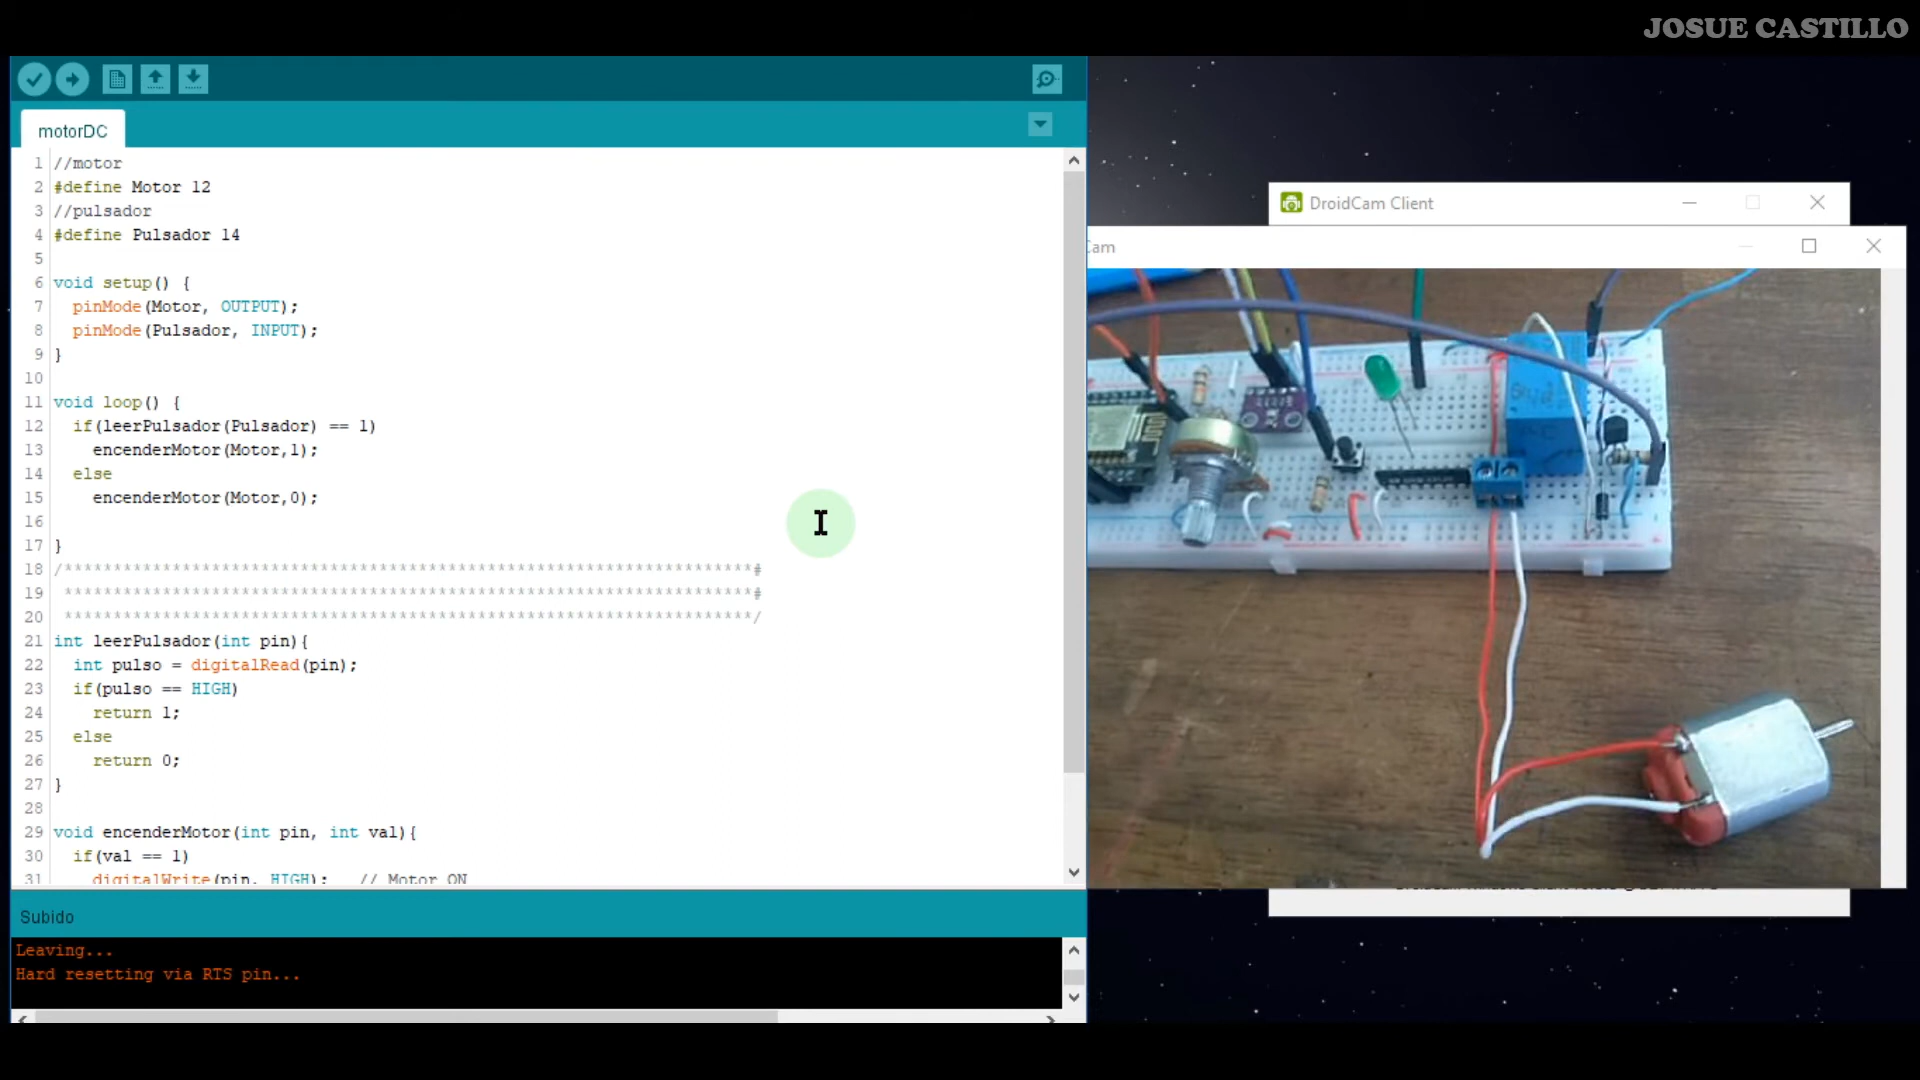 JOSUE CASTILLO
motorDC
1 //motor
2 #define Motor 12
3 //pulsador
4 #define Pulsador 14
5
6 void setup() {
7 pinMode(Motor, OUTPUT);
8 pinMode(Pulsador, INPUT);
9 }
10
11 void loop() {
12 if(leerPulsador(Pulsador) == 1)
13 encenderMotor(Motor,1);
14 else
15 encenderMotor(Motor,0);
16
17 }
18 /**********************************************************************#
19 **********************************************************************#
20 **********************************************************************/
21 int leerPulsador(int pin){
22 int pulso = digitalRead(pin);
23 if(pulso == HIGH)
24 return 1;
25 else
26 return 0;
27 }
28
29 void encenderMotor(int pin, int val){
30 if(val == 1)
31 digitalWrite(pin, HIGH); // Motor ON
Subido
Leaving...
Hard resetting via RTS pin...
DroidCam Client
Cam